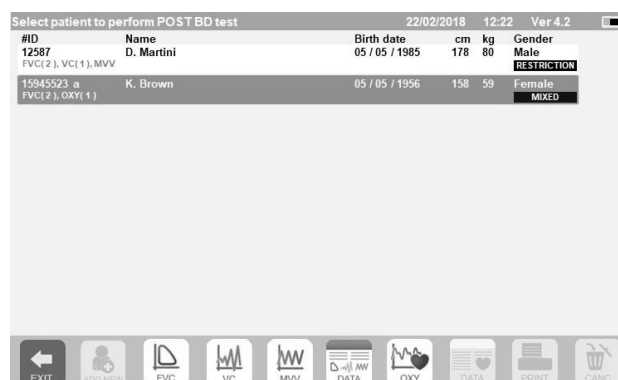 Select patient to perform POST BD test 22/02/2018 12:22 Ver 4.2
#ID Name Birth date cm kg Gender
12587 D. Martini 05 / 05 / 1985 178 80 Male
FVC( 2 ), VC( 1 ), MVV RESTRICTION
15945523 a K. Brown 05 / 05 / 1956 158 59 Female
FVC( 2 ), OXY( 1 ) MIXED
EXIT ADD NEW FVC VC MVV DATA OXY DATA PRINT CANC